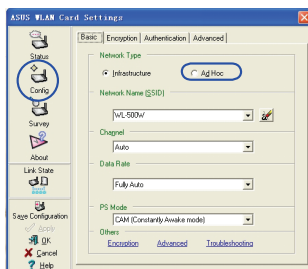 ASUS WLAN Card Settings
Status
Config
Survey
About
Link State
Save Configuration
Apply
OK
Cancel
Help
Basic Encryption Authentication Advanced
Network Type
Infrastructure
Ad Hoc
Network Name (SSID)
WL-500W
Channel
Auto
Data Rate
Fully Auto
PS Mode
CAM (Constantly Awake mode)
Others
Encryption Advanced Troubleshooting